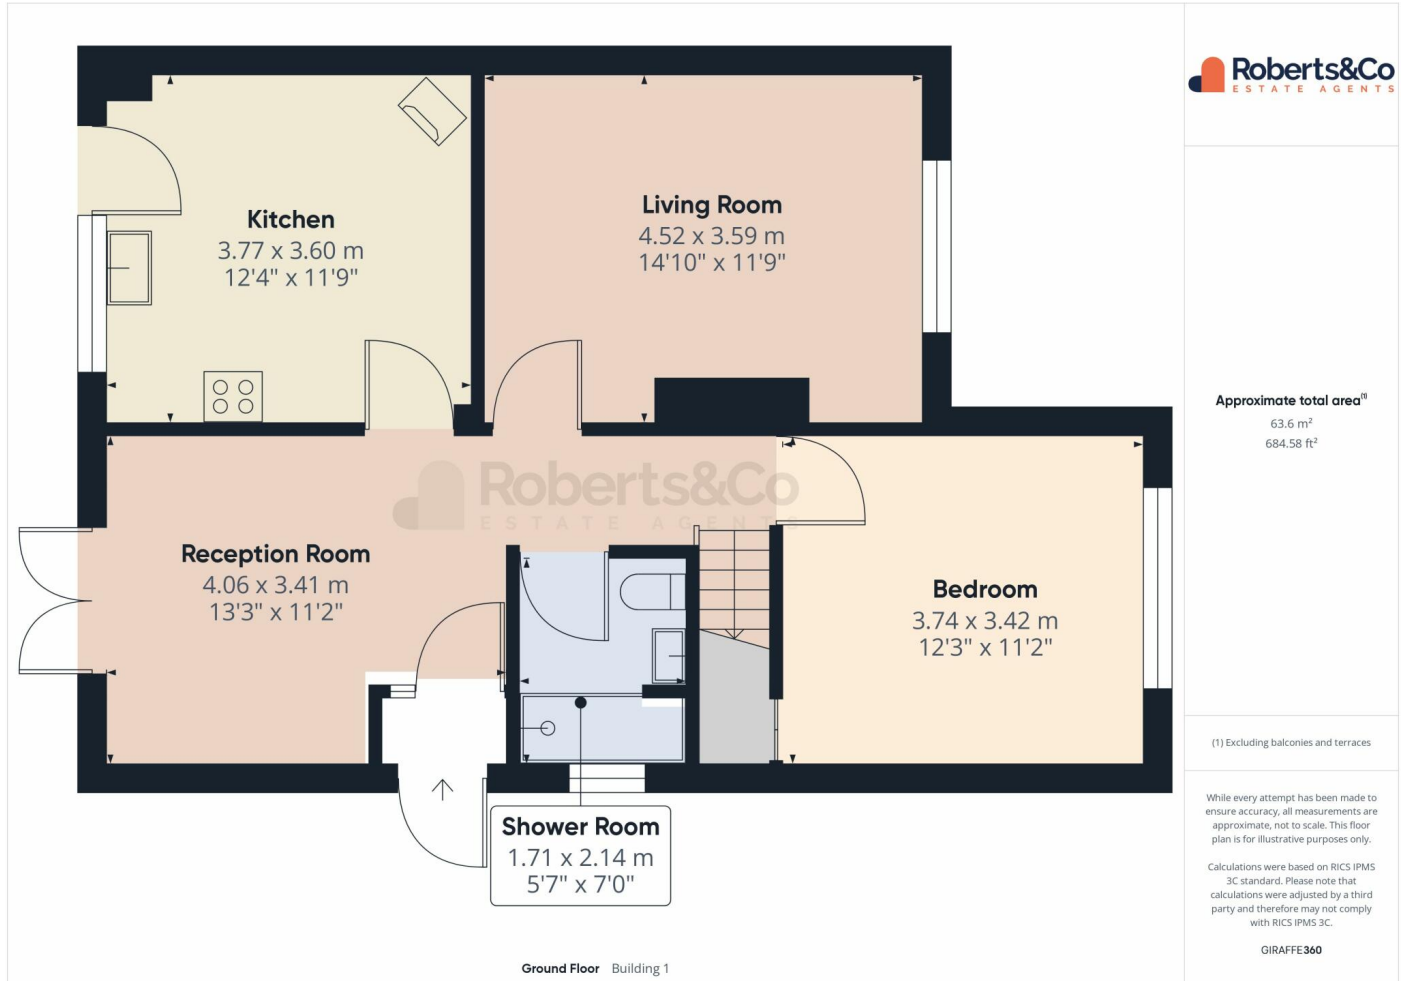 Roberts&Co
ESTATE AGENTS
Kitchen
3.77 x 3.60 m
12'4" x 11'9"
Living Room
4.52 x 3.59 m
14'10" x 11'9"
Roberts&Co
ESTATE AGENTS
Reception Room
4.06 x 3.41 m
13'3" x 11'2"
Bedroom
3.74 x 3.42 m
12'3" x 11'2"
Shower Room
1.71 x 2.14 m
5'7" x 7'0"
Ground Floor Building 1
Approximate total area(1)
63.6 m²
684.58 ft²
(1) Excluding balconies and terraces
While every attempt has been made to
ensure accuracy, all measurements are
approximate, not to scale. This floor
plan is for illustrative purposes only.
Calculations were based on RICS IPMS
3C standard. Please note that
calculations were adjusted by a third
party and therefore may not comply
with RICS IPMS 3C.
GIRAFFE360